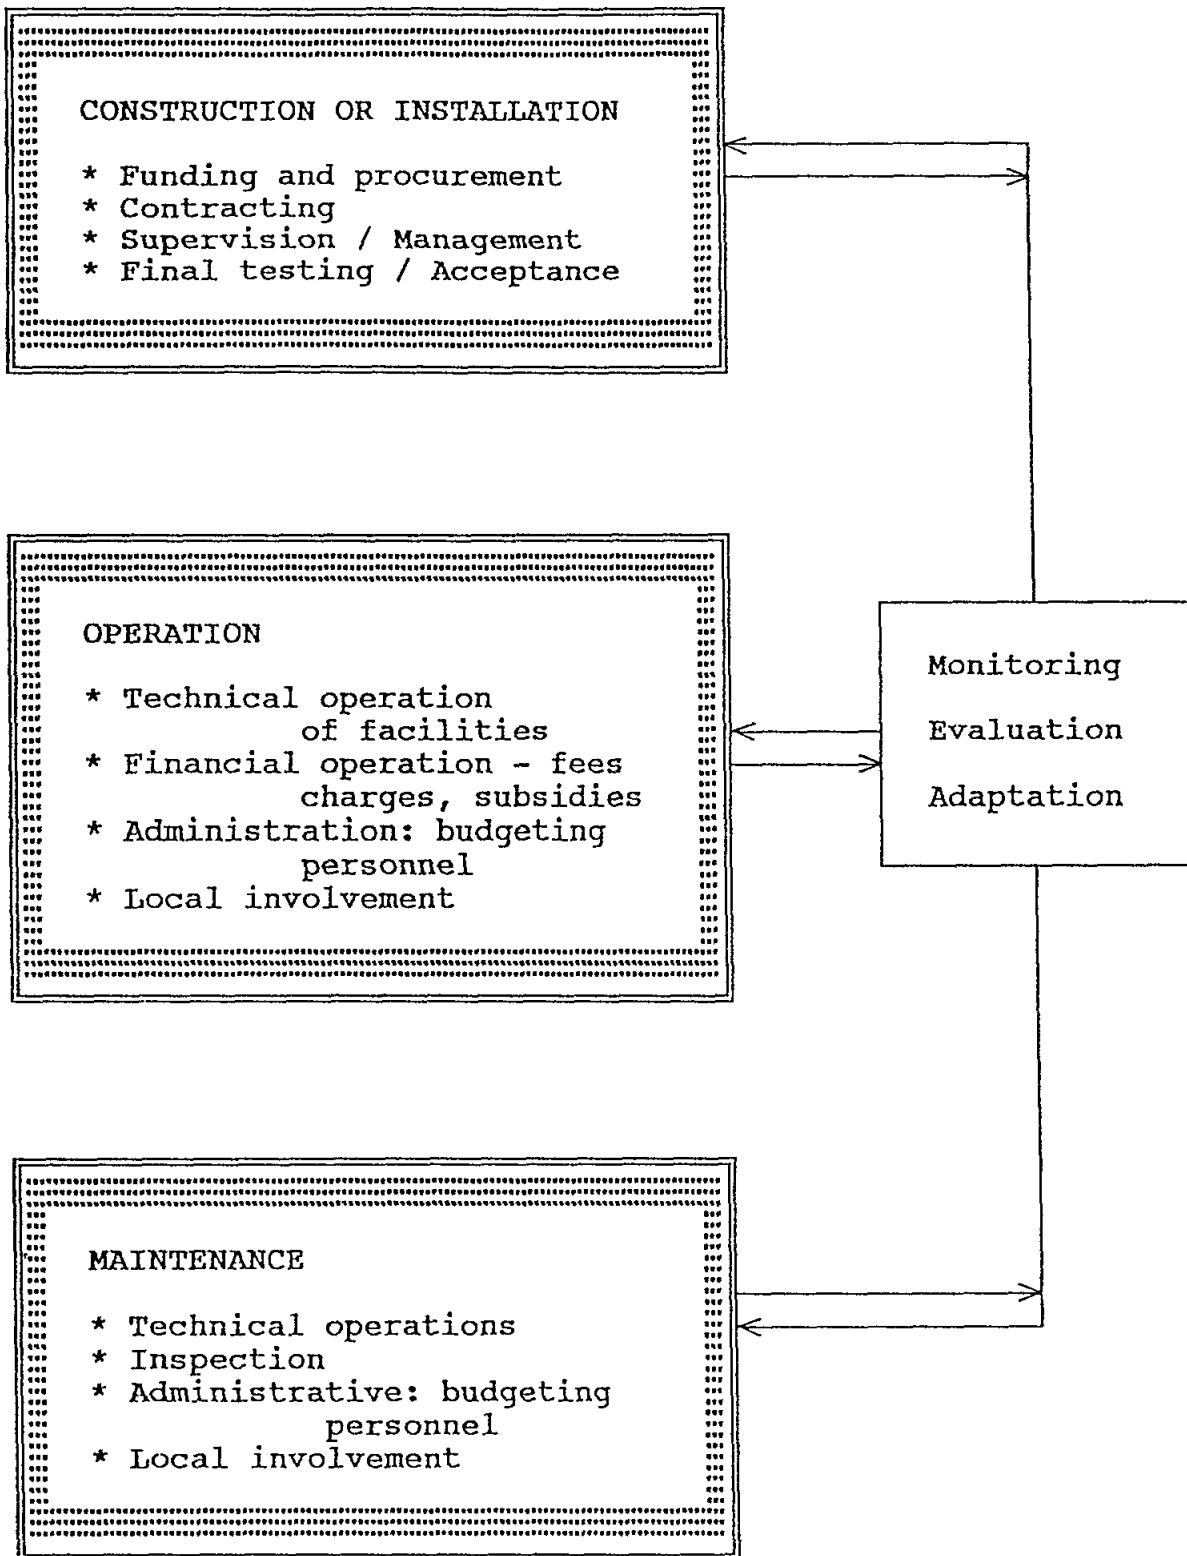 CONSTRUCTION OR INSTALLATION
* Funding and procurement
* Contracting
* Supervision / Management
* Final testing / Acceptance
OPERATION
* Technical operation
of facilities
* Financial operation - fees
charges, subsidies
* Administration: budgeting
personnel
* Local involvement
Monitoring
Evaluation
Adaptation
MAINTENANCE
* Technical operations
* Inspection
* Administrative: budgeting
personnel
* Local involvement